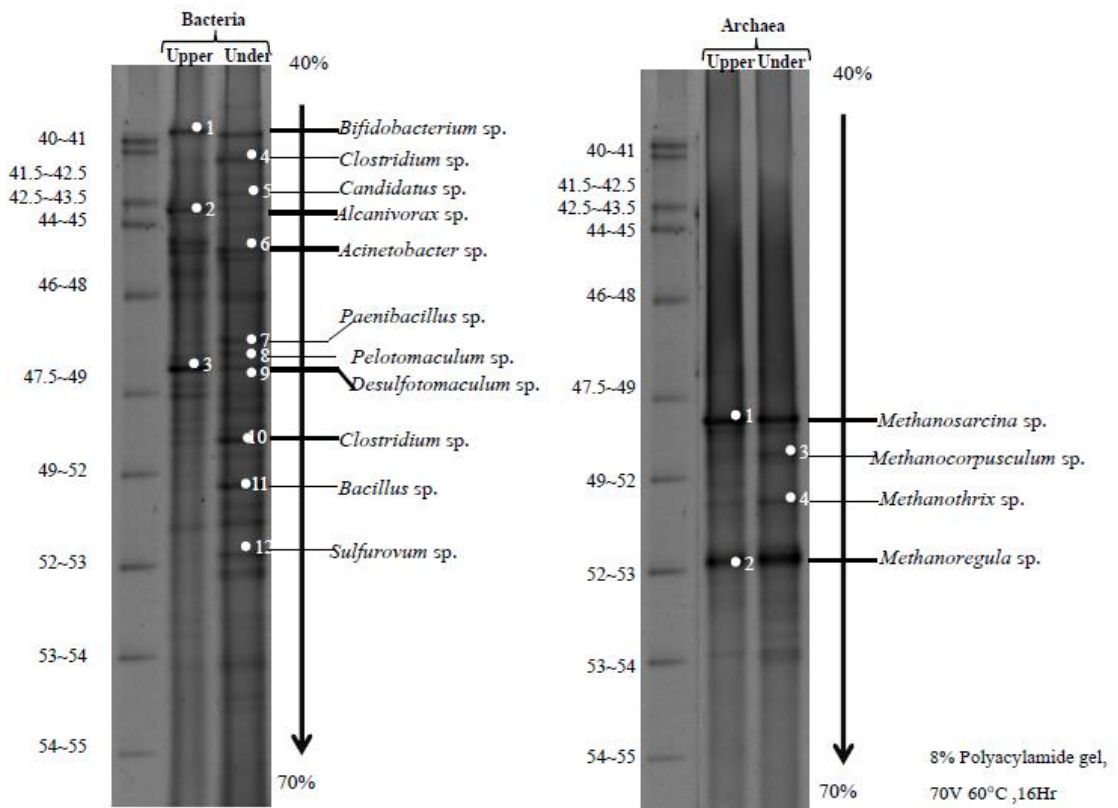 Bacteria
Upper Under
40%
1
2
3
4
5
6
7
8
9
10
11
12
40~41
41.5~42.5
42.5~43.5
44~45
46~48
47.5~49
49~52
52~53
53~54
54~55
Bifidobacterium sp.
Clostridium sp.
Candidatus sp.
Alcanivorax sp.
Acinetobacter sp.
Paenibacillus sp.
Pelotomaculum sp.
Desulfotomaculum sp.
Clostridium sp.
Bacillus sp.
Sulfurovum sp.
70%
Archaea
Upper Under
40%
40~41
41.5~42.5
42.5~43.5
44~45
46~48
47.5~49
49~52
52~53
53~54
54~55
1
3
4
2
Methanosarcina sp.
Methanocorpusculum sp.
Methanothrix sp.
Methanoregula sp.
70%
8% Polyacylamide gel,
70V 60°C ,16Hr